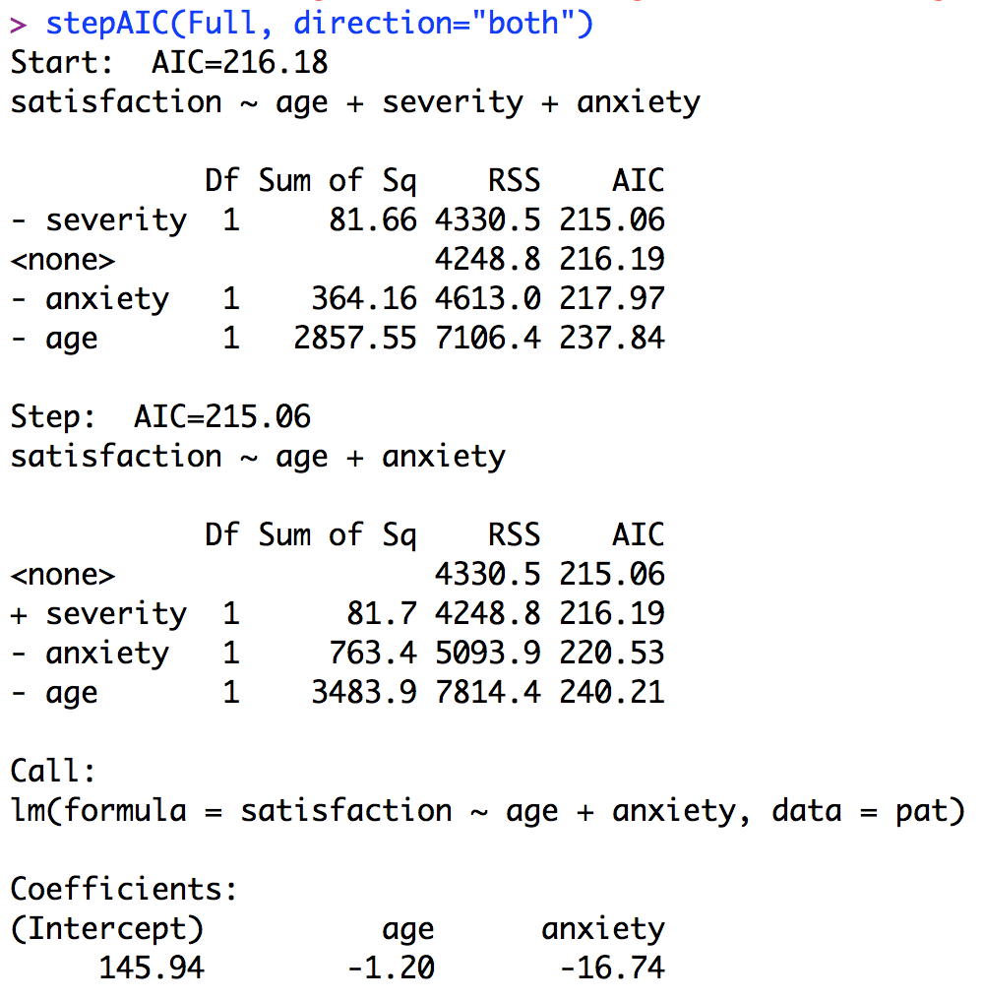 > stepAIC(Full, direction="both")
Start:  AIC=216.18
satisfaction ~ age + severity + anxiety
           Df Sum of Sq    RSS    AIC
- severity  1     81.66 4330.5 215.06
<none>                  4248.8 216.19
- anxiety   1    364.16 4613.0 217.97
- age       1   2857.55 7106.4 237.84
Step:  AIC=215.06
satisfaction ~ age + anxiety
           Df Sum of Sq    RSS    AIC
<none>                  4330.5 215.06
+ severity  1      81.7 4248.8 216.19
- anxiety   1     763.4 5093.9 220.53
- age       1    3483.9 7814.4 240.21
Call:
lm(formula = satisfaction ~ age + anxiety, data = pat)
Coefficients:
(Intercept)          age      anxiety
     145.94        -1.20       -16.74